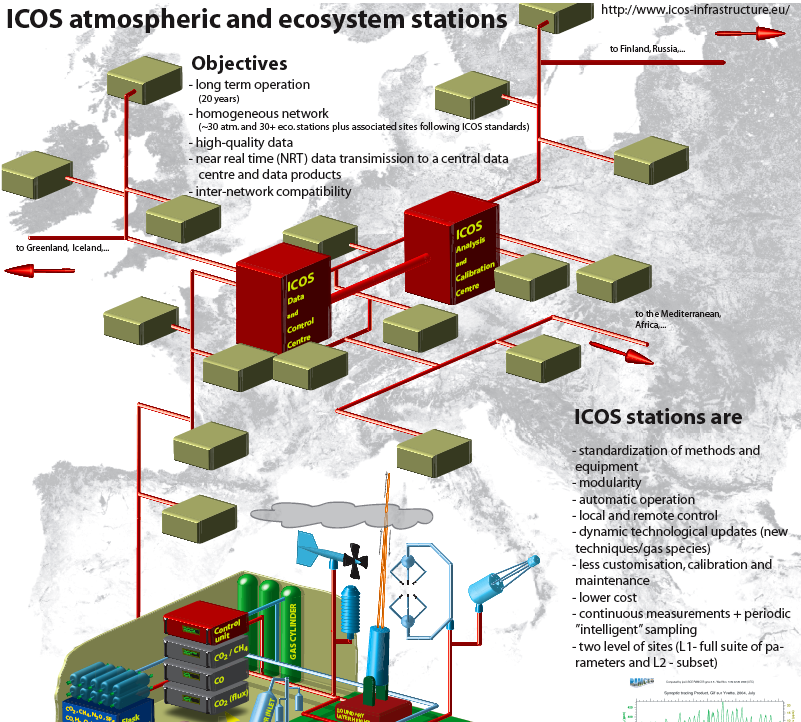 ICOS atmospheric and ecosystem stations
http://www.icos-infrastructure.eu/
to Finland, Russia,...
Objectives
- long term operation
(20 years)
- homogeneous network
(~30 atm. and 30+ eco. stations plus associated sites following ICOS standards)
- high-quality data
- near real time (NRT) data transimission to a central data
centre and data products
- inter-network compatibility
to Greenland, Iceland,...
ICOS
Analysis
and
Calibration
Centre
ICOS
Data
and
Control
Centre
to the Mediterranean,
Africa,...
ICOS stations are
- standardization of methods and
equipment
- modularity
- automatic operation
- local and remote control
- dynamic technological updates (new
techniques/gas species)
- less customisation, calibration and
maintenance
- lower cost
- continuous measurements + periodic
"intelligent" sampling
- two level of sites (L1- full suite of pa-
rameters and L2 - subset)
GAS CYLINDER
Control
unit
CO2 / CH4
CO
CO2 (flux)
Flask
INLET
BOUNDARY